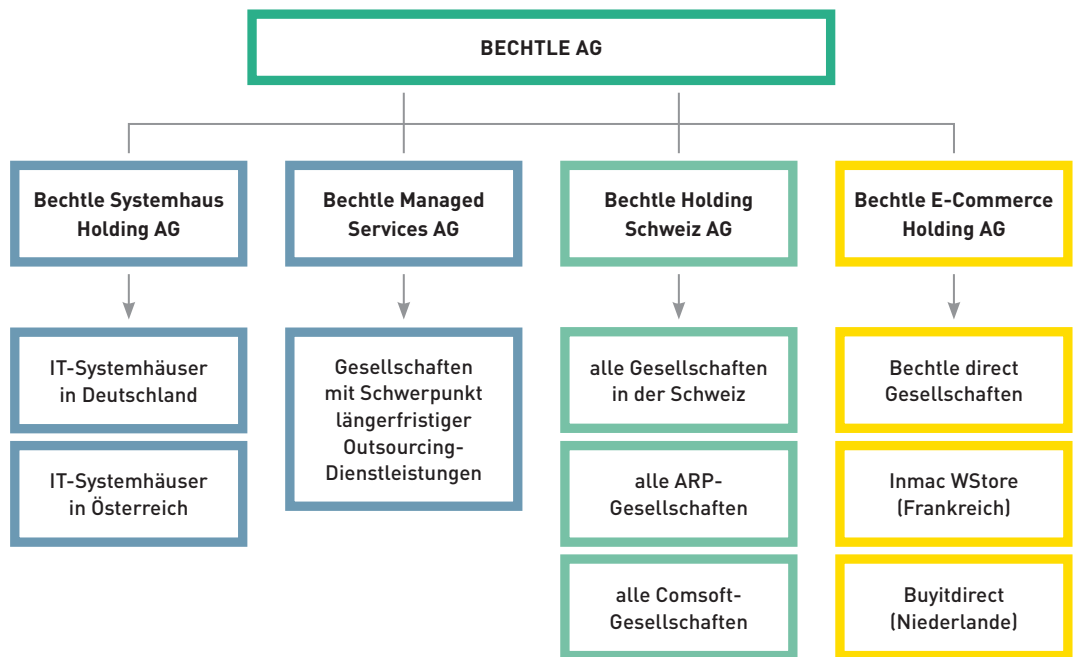 BECHTLE AG
Bechtle Systemhaus
Holding AG
Bechtle Managed
Services AG
Bechtle Holding
Schweiz AG
Bechtle E-Commerce
Holding AG
IT-Systemhäuser
in Deutschland
IT-Systemhäuser
in Österreich
Gesellschaften
mit Schwerpunkt
längerfristiger
Outsourcing-
Dienstleistungen
alle Gesellschaften
in der Schweiz
alle ARP-
Gesellschaften
alle Comsoft-
Gesellschaften
Bechtle direct
Gesellschaften
Inmac WStore
(Frankreich)
Buyitdirect
(Niederlande)